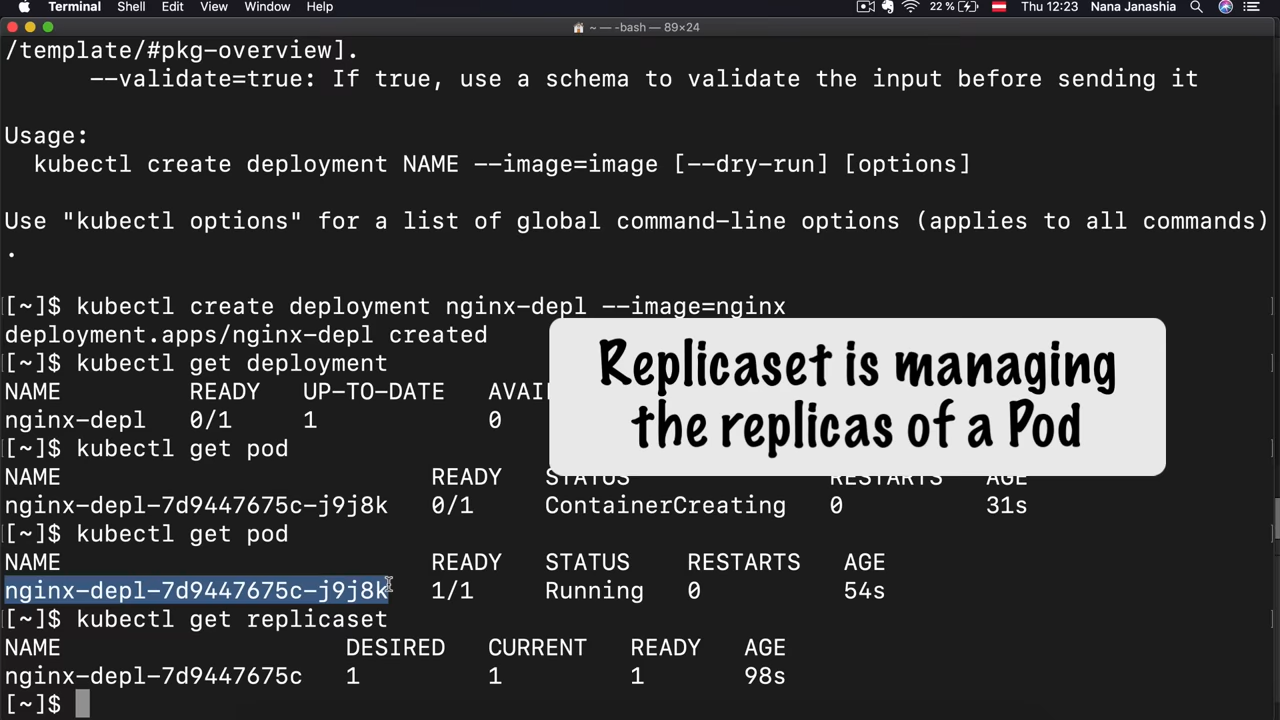 Terminal Shell Edit View Window Help 22 % Thu 12:23 Nana Janashia
~ — -bash — 89×24
/template/#pkg-overview].
--validate=true: If true, use a schema to validate the input before sending it
Usage:
kubectl create deployment NAME --image=image [--dry-run] [options]
Use "kubectl options" for a list of global command-line options (applies to all commands)
.
[~]$ kubectl create deployment nginx-depl --image=nginx
deployment.apps/nginx-depl created
[~]$ kubectl get deployment
NAME READY UP-TO-DATE AVAI
nginx-depl 0/1 1 0
[~]$ kubectl get pod
NAME READY STATUS RESTARTS AGE
nginx-depl-7d9447675c-j9j8k 0/1 ContainerCreating 0 31s
[~]$ kubectl get pod
NAME READY STATUS RESTARTS AGE
nginx-depl-7d9447675c-j9j8k 1/1 Running 0 54s
[~]$ kubectl get replicaset
NAME DESIRED CURRENT READY AGE
nginx-depl-7d9447675c 1 1 1 98s
[~]$
Replicaset is managing
the replicas of a Pod